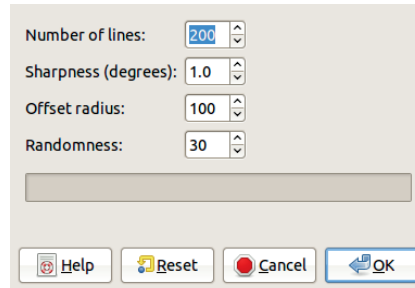 Number of lines: 200
Sharpness (degrees): 1.0
Offset radius: 100
Randomness: 30
Help Reset Cancel OK